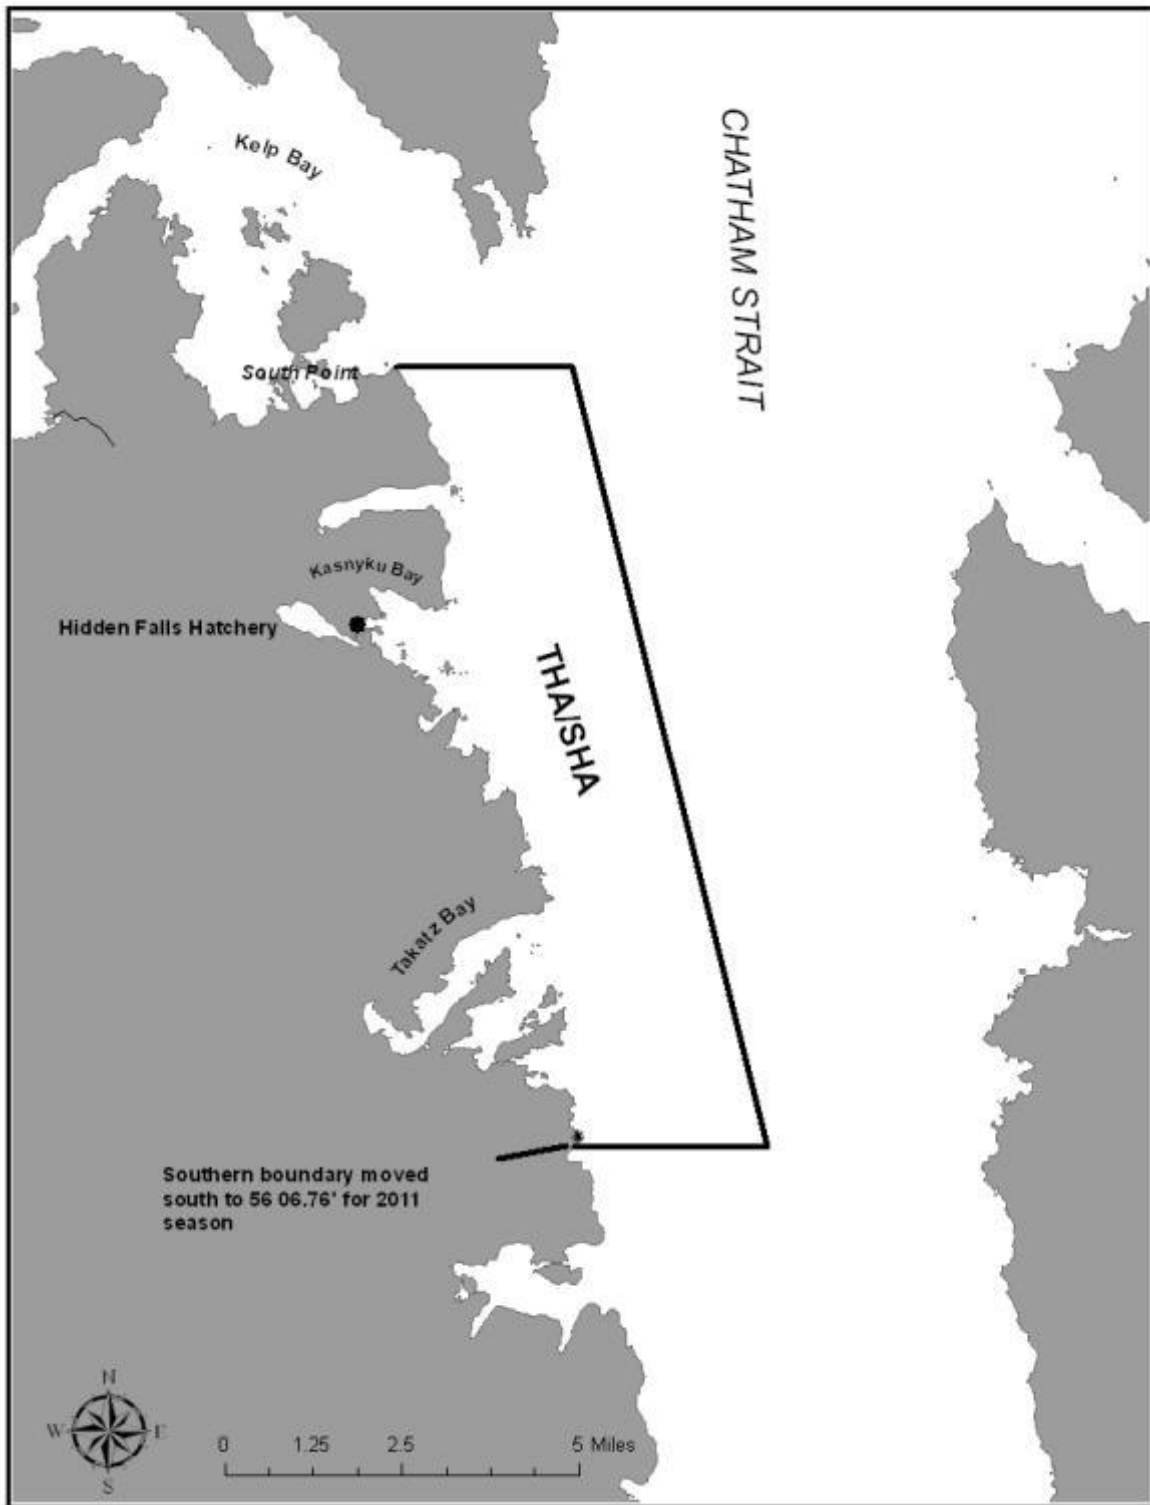 Kelp Bay
CHATHAM STRAIT
South Point
Kasnyku Bay
Hidden Falls Hatchery
THA/SHA
Takatz Bay
Southern boundary moved
south to 56 06.76' for 2011
season
N
W E
S
0 1.25 2.5 5 Miles